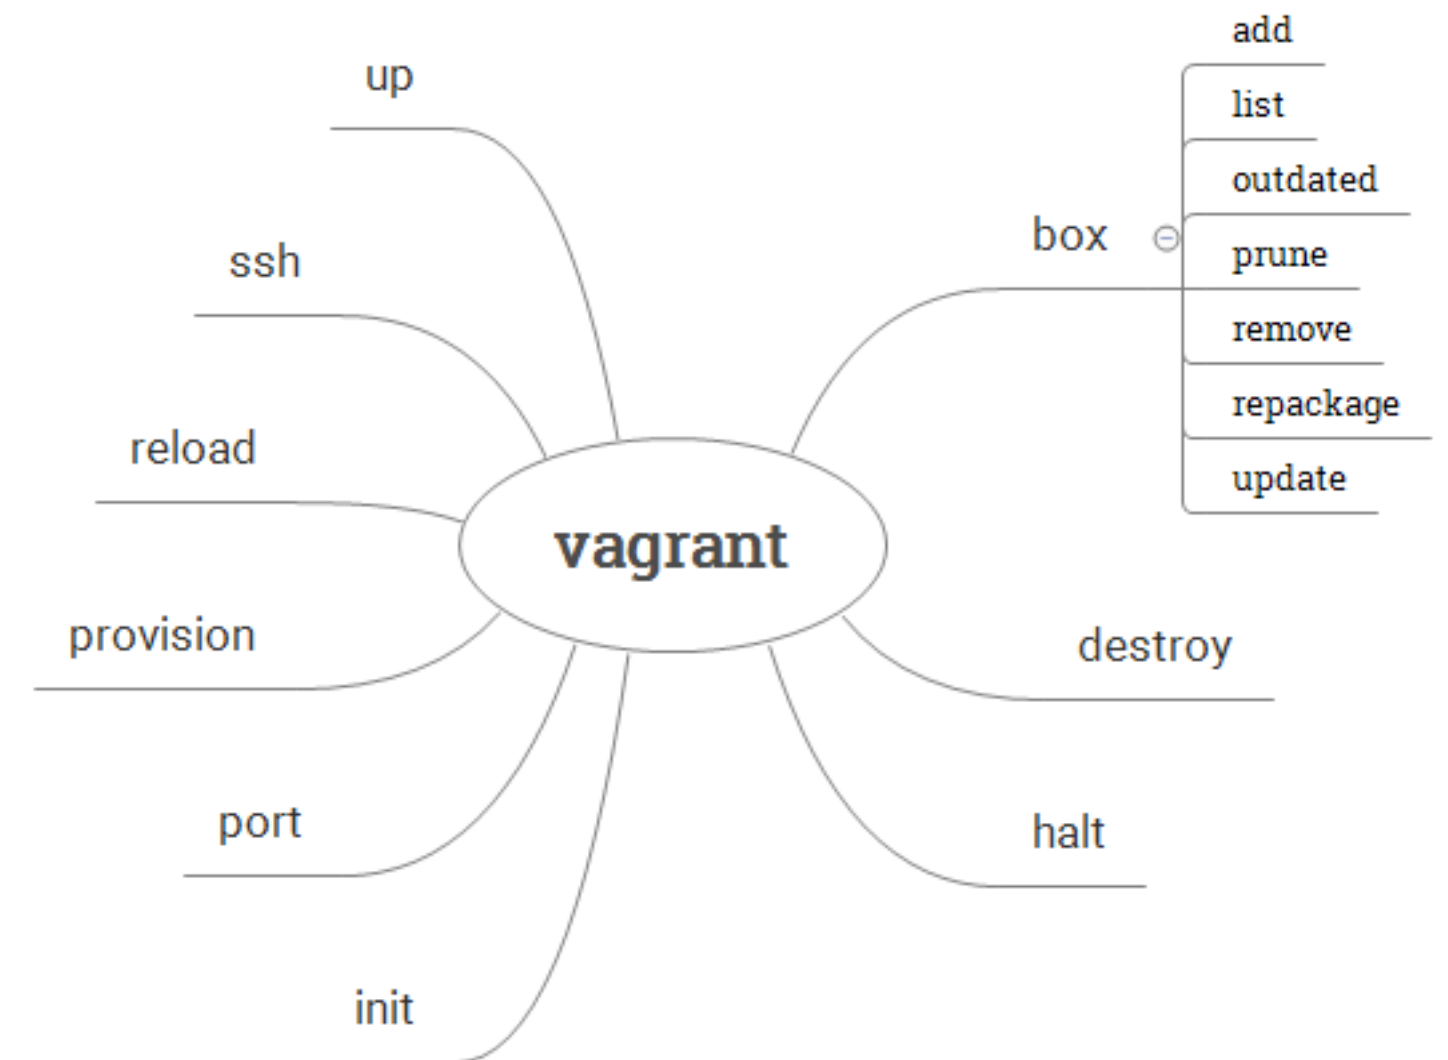 vagrant
box
add
list
outdated
prune
remove
repackage
update
destroy
halt
init
port
provision
reload
ssh
up